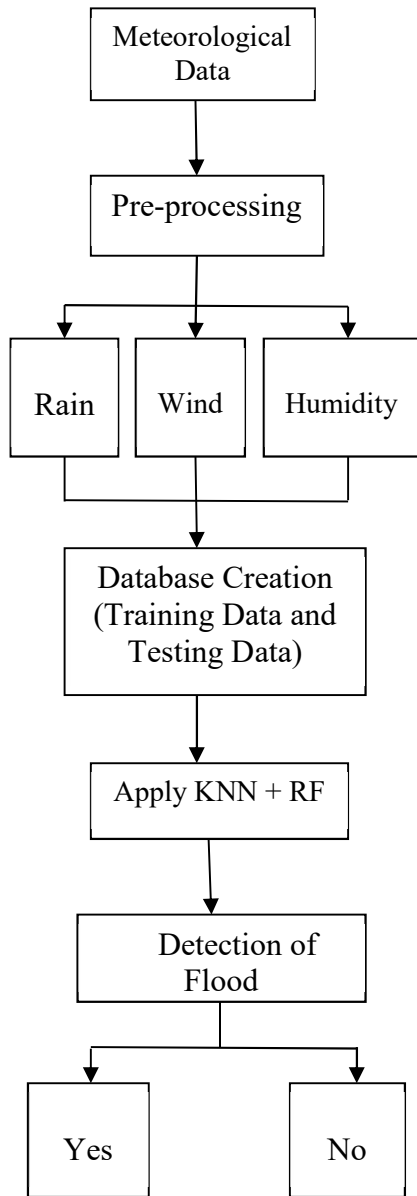 Meteorological
Data
Pre-processing
Rain
Wind
Humidity
Database Creation
(Training Data and
Testing Data)
Apply KNN + RF
Detection of
Flood
Yes
No